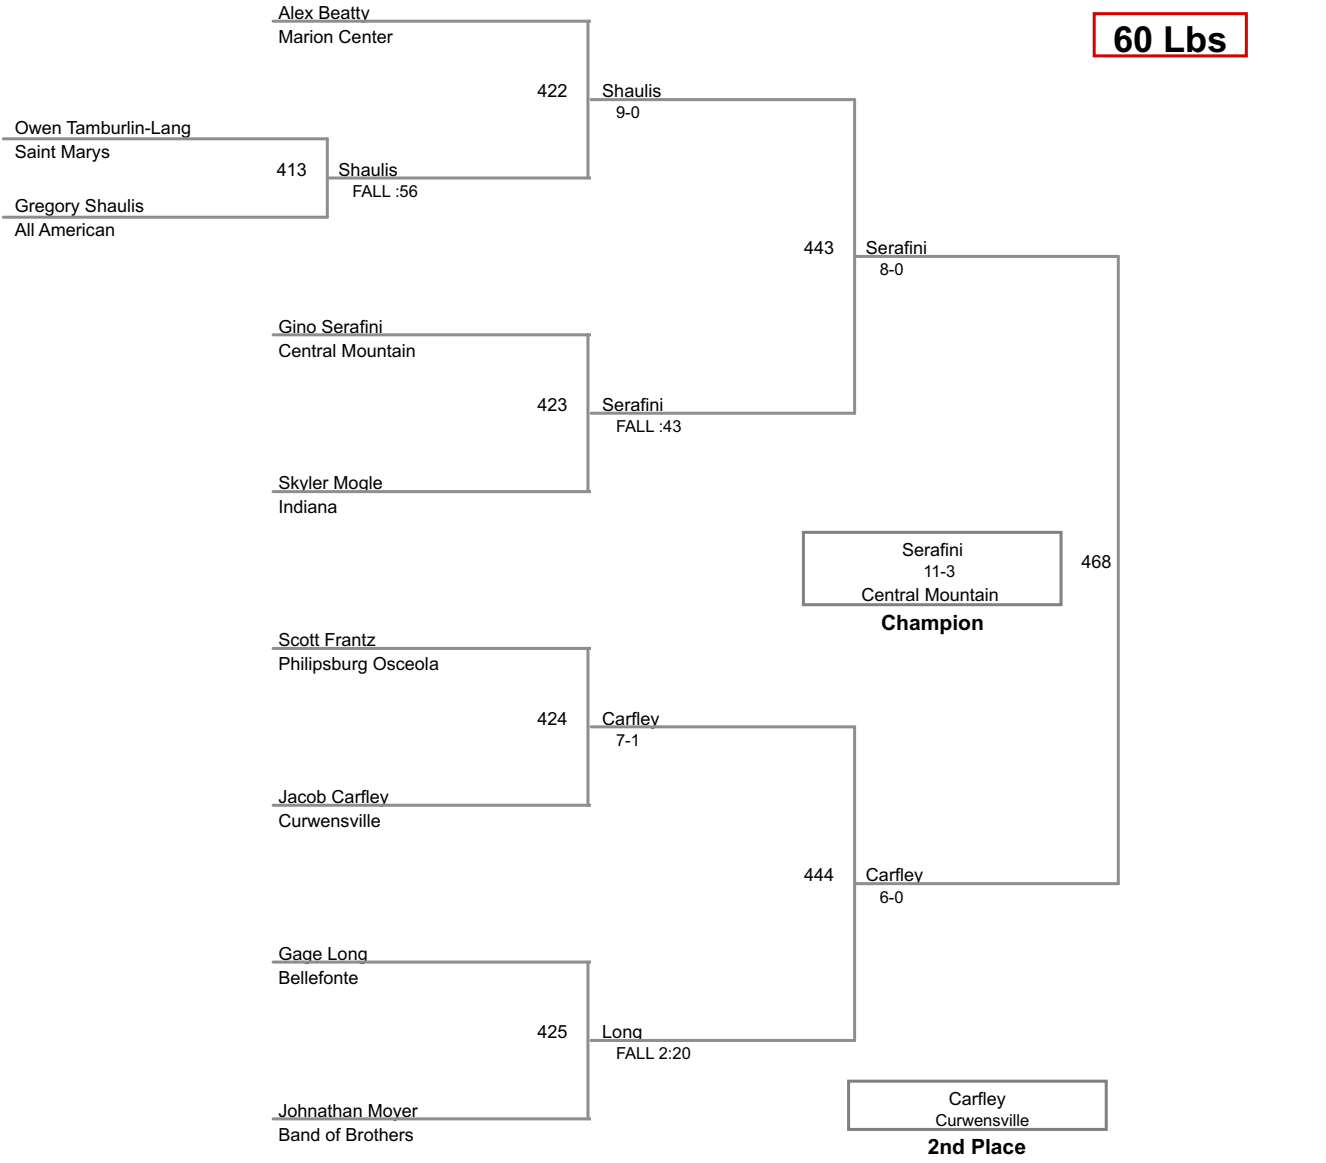 Alex Beatty
Marion Center
60 Lbs
422
Shaulis
9-0
Owen Tamburlin-Lang
Saint Marys
413
Shaulis
FALL :56
Gregory Shaulis
All American
443
Serafini
8-0
Gino Serafini
Central Mountain
423
Serafini
FALL :43
Skyler Mogle
Indiana
Serafini
11-3
Central Mountain
468
Champion
Scott Frantz
Philipsburg Osceola
424
Carfley
7-1
Jacob Carfley
Curwensville
444
Carfley
6-0
Gage Long
Bellefonte
425
Long
FALL 2:20
Johnathan Moyer
Band of Brothers
Carfley
Curwensville
2nd Place